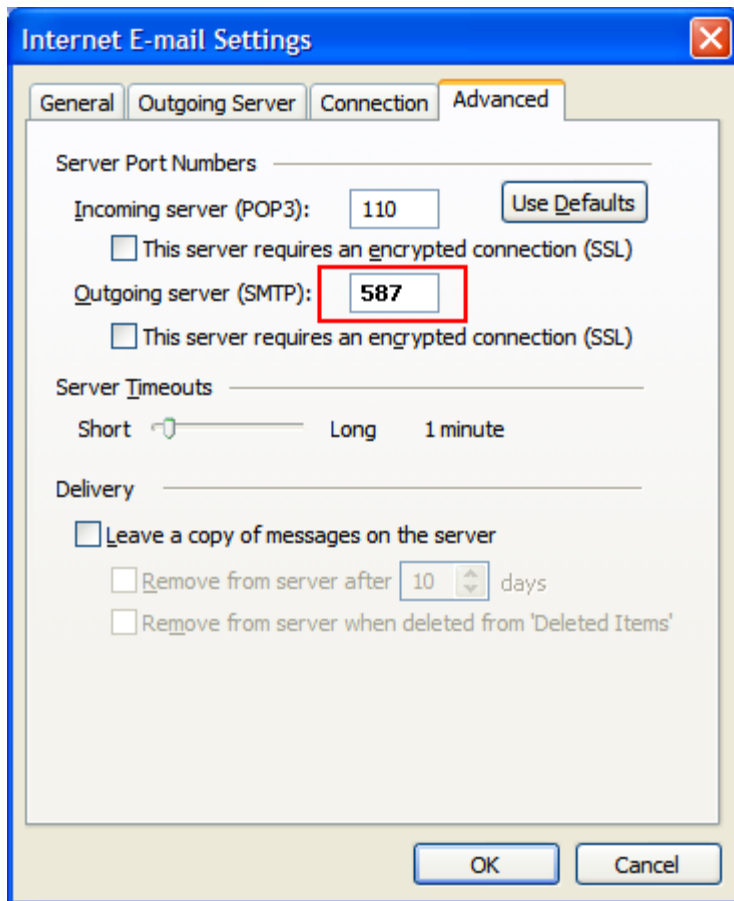 Internet E-mail Settings
General Outgoing Server Connection Advanced
Server Port Numbers
Incoming server (POP3): 110 Use Defaults
This server requires an encrypted connection (SSL)
Outgoing server (SMTP): 587
This server requires an encrypted connection (SSL)
Server Timeouts
Short Long 1 minute
Delivery
Leave a copy of messages on the server
Remove from server after 10 days
Remove from server when deleted from 'Deleted Items'
OK Cancel